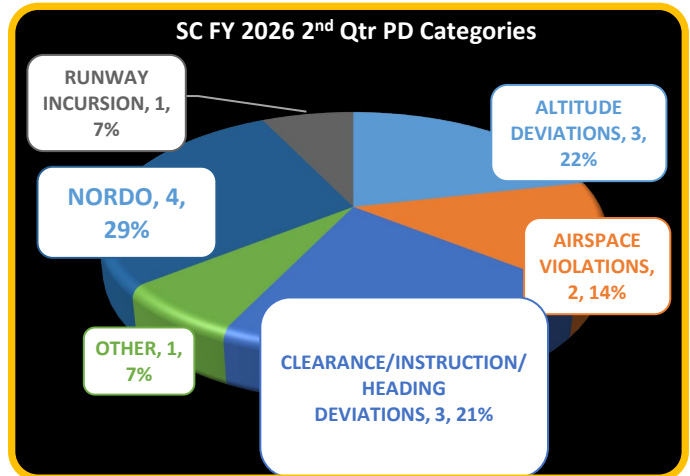 SC FY 2026 2nd Qtr PD Categories
RUNWAY
INCURSION, 1,
7%
ALTITUDE
DEVIATIONS, 3,
22%
NORDO, 4,
29%
AIRSPACE
VIOLATIONS,
2, 14%
OTHER, 1,
7%
CLEARANCE/INSTRUCTION/
HEADING
DEVIATIONS, 3, 21%